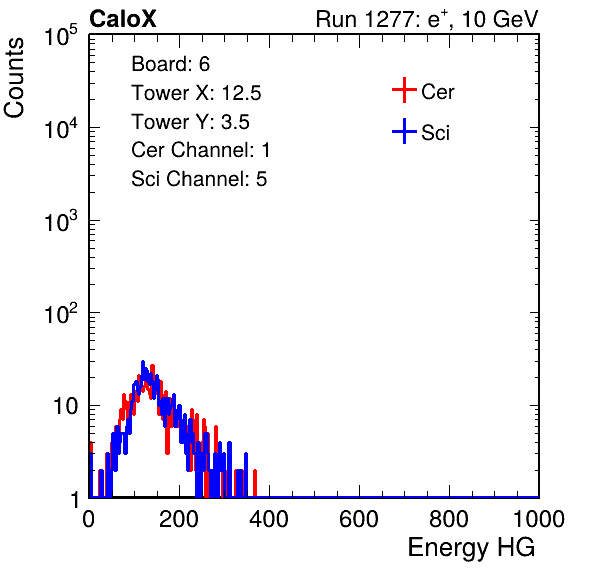 CaloX Run 1277: e⁺, 10 GeV
Counts
10⁵
10⁴
10³
10²
10
1
Board: 6
Tower X: 12.5
Tower Y: 3.5
Cer Channel: 1
Sci Channel: 5
Cer
Sci
0 200 400 600 800 1000
Energy HG